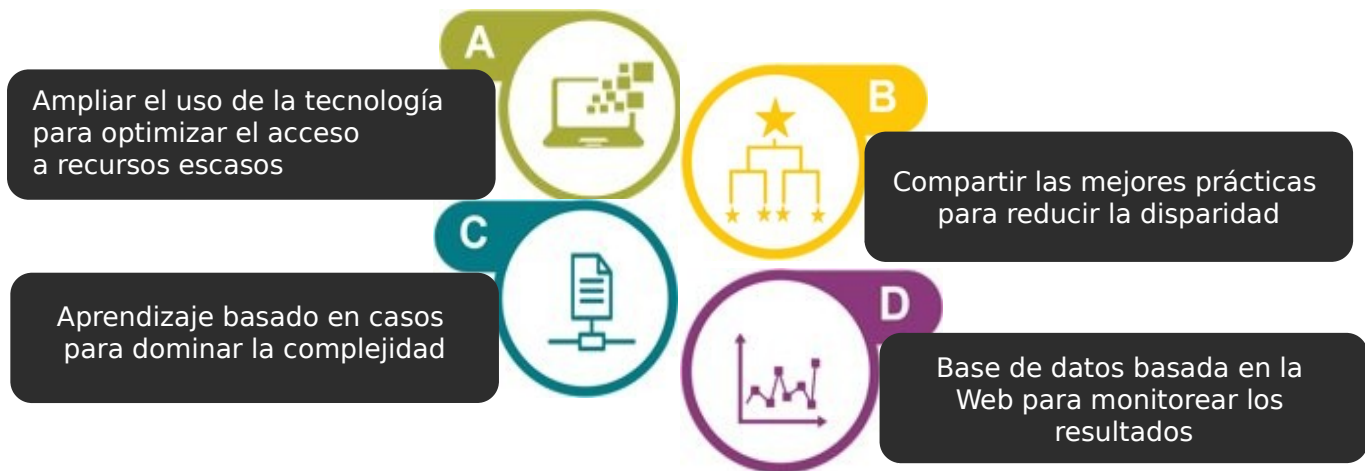 A
Ampliar el uso de la tecnología
para optimizar el acceso
a recursos escasos
B
Compartir las mejores prácticas
para reducir la disparidad
C
Aprendizaje basado en casos
para dominar la complejidad
D
Base de datos basada en la
Web para monitorear los
resultados